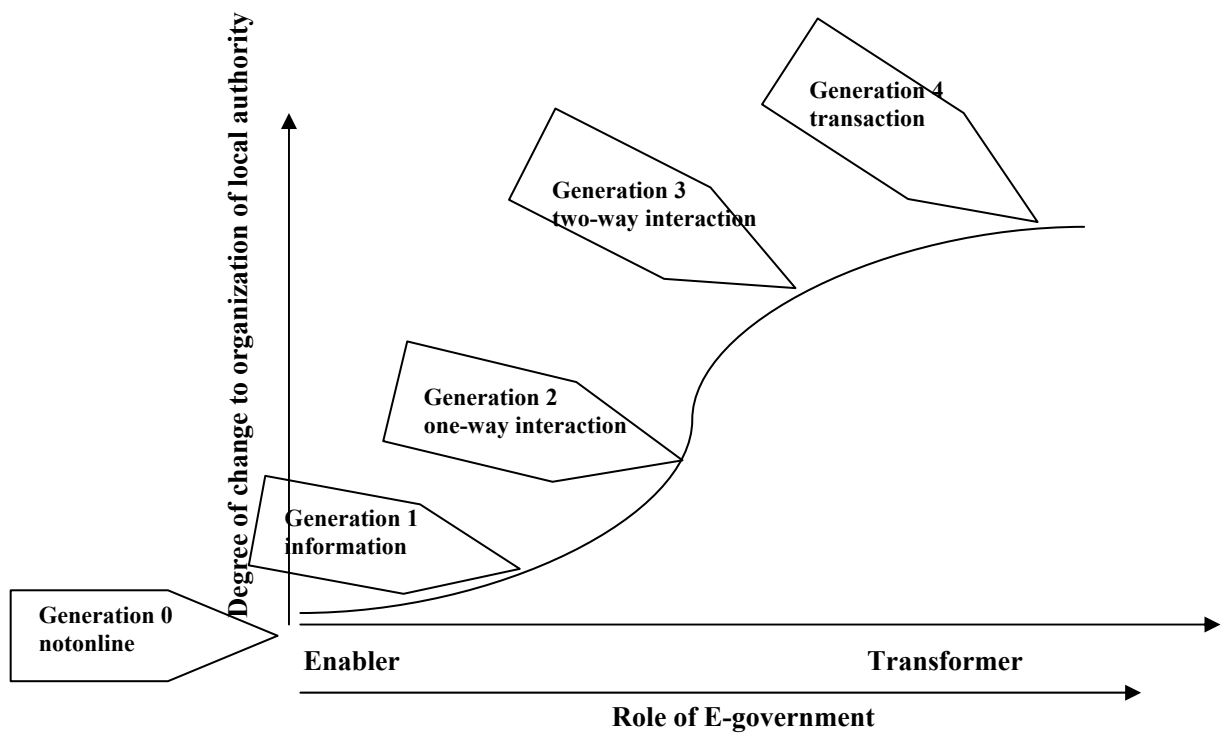 Degree of change to organization of local authority
Generation 4
transaction
Generation 3
two-way interaction
Generation 2
one-way interaction
Generation 1
information
Generation 0
notonline
Enabler
Transformer
Role of E-government